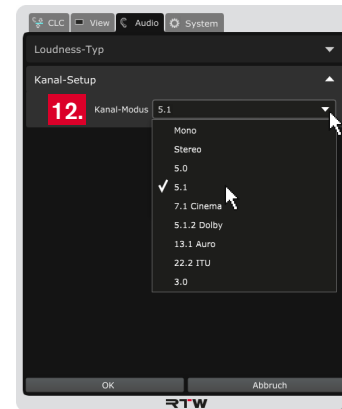 CLC View Audio System
Loudness-Typ
Kanal-Setup
12. Kanal-Modus 5.1
Mono
Stereo
5.0
5.1
7.1 Cinema
5.1.2 Dolby
13.1 Auro
22.2 ITU
3.0
OK Abbruch
RTW